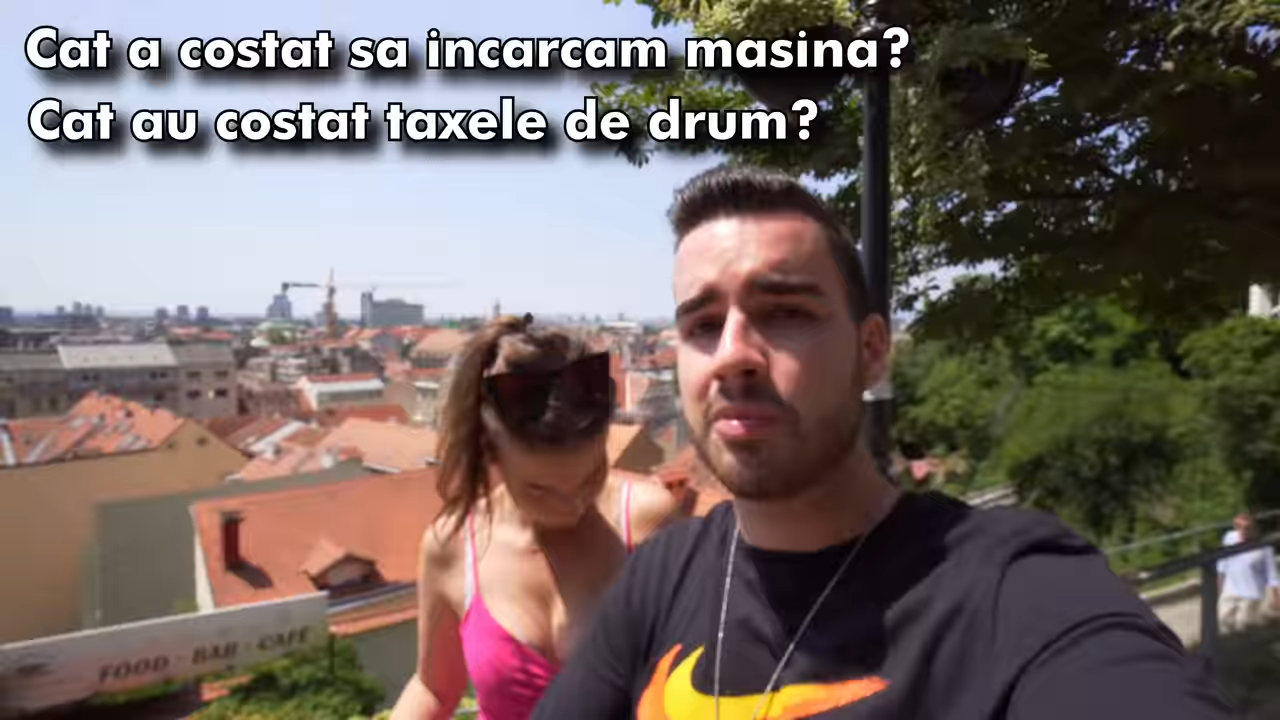 Cat a costat sa incarcam masina?
Cat au costat taxele de drum?
FOOD - BAR - CAFE